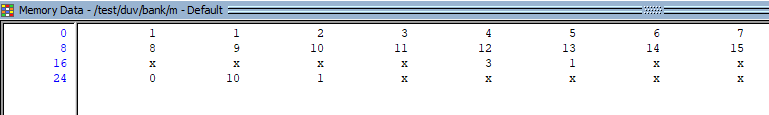 Memory Data - /test/duv/bank/m - Default
0 1 1 2 3 4 5 6 7
8 8 9 10 11 12 13 14 15
16 x x x x 3 1 x x
24 0 10 1 x x x x x